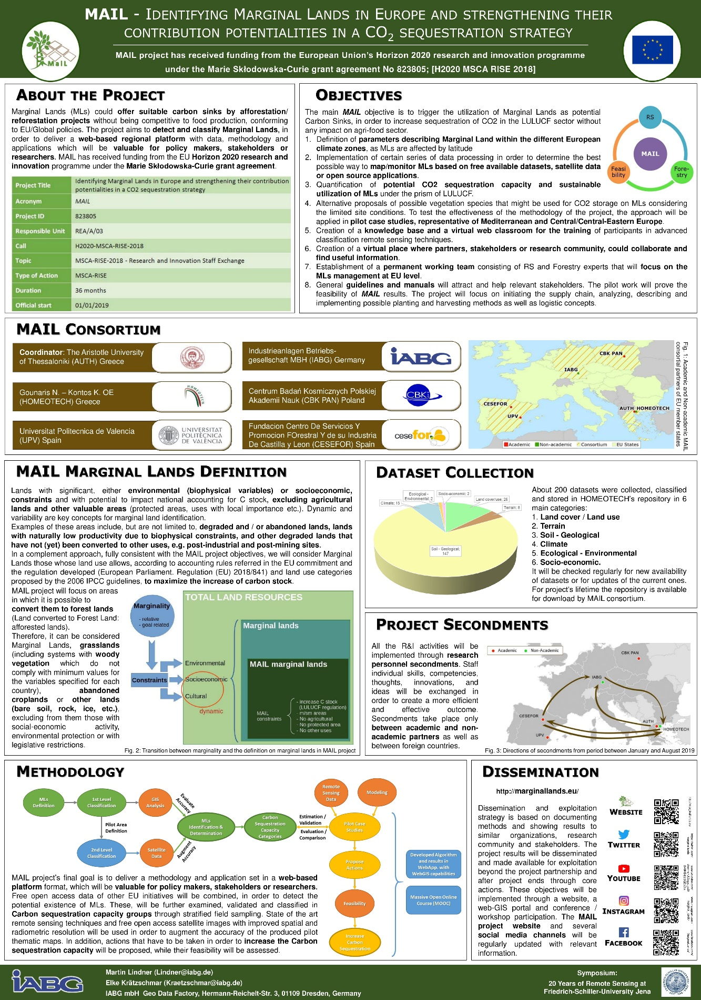 MAIL - IDENTIFYING MARGINAL LANDS IN EUROPE AND STRENGTHENING THEIR
CONTRIBUTION POTENTIALITIES IN A CO2 SEQUESTRATION STRATEGY
MAIL project has received funding from the European Union's Horizon 2020 research and innovation programme
under the Marie Skłodowska-Curie grant agreement No 823805; [H2020 MSCA RISE 2018]
MaiL
ABOUT THE PROJECT
Marginal Lands (MLs) could offer suitable carbon sinks by afforestation/
reforestation projects without being competitive to food production, conforming
to EU/Global policies. The project aims to detect and classify Marginal Lands, in
order to deliver a web-based regional platform with data, methodology and
applications which will be valuable for policy makers, stakeholders or
researchers. MAIL has received funding from the EU Horizon 2020 research and
innovation programme under the Marie Skłodowska-Curie grant agreement.
Project Title Identifying Marginal Lands in Europe and strengthening their contribution
potentialities in a CO2 sequestration strategy
Acronym MAIL
Project ID 823805
Responsible Unit REA/A/03
Call H2020-MSCA-RISE-2018
Topic MSCA-RISE-2018 - Research and Innovation Staff Exchange
Type of Action MSCA-RISE
Duration 36 months
Official start 01/01/2019
OBJECTIVES
The main MAIL objective is to trigger the utilization of Marginal Lands as potential
Carbon Sinks, in order to increase sequestration of CO2 in the LULUCF sector without
any impact on agri-food sector.
1. Definition of parameters describing Marginal Land within the different European
climate zones, as MLs are affected by latitude
2. Implementation of certain series of data processing in order to determine the best
possible way to map/monitor MLs based on free available datasets, satellite data
or open source applications.
3. Quantification of potential CO2 sequestration capacity and sustainable
utilization of MLs under the prism of LULUCF.
4. Alternative proposals of possible vegetation species that might be used for CO2 storage on MLs considering
the limited site conditions. To test the effectiveness of the methodology of the project, the approach will be
applied in pilot case studies, representative of Mediterranean and Central/Central-Eastern Europe.
5. Creation of a knowledge base and a virtual web classroom for the training of participants in advanced
classification remote sensing techniques.
6. Creation of a virtual place where partners, stakeholders or research community, could collaborate and
find useful information.
7. Establishment of a permanent working team consisting of RS and Forestry experts that will focus on the
MLs management at EU level.
8. General guidelines and manuals will attract and help relevant stakeholders. The pilot work will prove the
feasibility of MAIL results. The project will focus on initiating the supply chain, analyzing, describing and
implementing possible planting and harvesting methods as well as logistic concepts.
RS
MAIL
Feasi
bility
Fore-
stry
MAIL CONSORTIUM
Coordinator: The Aristotle University
of Thessaloniki (AUTH) Greece
Gounaris N. – Kontos K. OE
(HOMEOTECH) Greece
HOMEOTECH
Universitat Politecnica de Valencia
(UPV) Spain
UNIVERSITAT
POLITÈCNICA
DE VALÈNCIA
Industrieanlagen Betriebs-
gesellschaft MBH (IABG) Germany
iABG
Centrum Badań Kosmicznych Polskiej
Akademii Nauk (CBK PAN) Poland
CBK
Fundacion Centro De Servicios Y
Promocion FOrestral Y de su Industria
De Castilla y Leon (CESEFOR) Spain
cesefor
CBK PAN
IABG
CESEFOR
UPV
AUTH HOMEOTECH
Academic Non-academic Consortium EU States
Fig. 1: Academic and Non-academic MAIL
consortial partners of EU member states
MAIL MARGINAL LANDS DEFINITION
Lands with significant, either environmental (biophysical variables) or socioeconomic,
constraints and with potential to impact national accounting for C stock, excluding agricultural
lands and other valuable areas (protected areas, uses with local importance etc.). Dynamic and
variability are key concepts for marginal land identification.
Examples of these areas include, but are not limited to, degraded and / or abandoned lands, lands
with naturally low productivity due to biophysical constraints, and other degraded lands that
have not (yet) been converted to other uses, e.g. post-industrial and post-mining sites.
In a complement approach, fully consistent with the MAIL project objectives, we will consider Marginal
Lands those whose land use allows, according to accounting rules referred in the EU commitment and
the regulation developed (European Parliament. Regulation (EU) 2018/841) and land use categories
proposed by the 2006 IPCC guidelines, to maximize the increase of carbon stock.
MAIL project will focus on areas
in which it is possible to
convert them to forest lands
(Land converted to Forest Land:
afforested lands).
Therefore, it can be considered
Marginal Lands, grasslands
(including systems with woody
vegetation which do not
comply with minimum values for
the variables specified for each
country), abandoned
croplands or other lands
(bare soil, rock, ice, etc.),
excluding from them those with
social-economic activity,
environmental protection or with
legislative restrictions.
Marginality
- relative
- goal related
Constraints
TOTAL LAND RESOURCES
Environmental
Socioeconomic
Cultural
dynamic
Marginal lands
MAIL marginal lands
MAIL
constraints
- increase C stock
(LULUCF regulation)
- m/sm areas
- No agricultural
- No protected area
- No other uses
Fig. 2: Transition between marginality and the definition on marginal lands in MAIL project
DATASET COLLECTION
Climate; 15
Ecological -
Environmental; 2
Socio-economic; 2
Land cover/use; 26
Terrain; 8
Soil - Geological;
147
About 200 datasets were collected, classified
and stored in HOMEOTECH's repository in 6
main categories:
1. Land cover / Land use
2. Terrain
3. Soil - Geological
4. Climate
5. Ecological - Environmental
6. Socio-economic.
It will be checked regularly for new availability
of datasets or for updates of the current ones.
For project's lifetime the repository is available
for download by MAIL consortium.
PROJECT SECONDMENTS
All the R&I activities will be
implemented through research
personnel secondments. Staff
individual skills, competencies,
thoughts, innovations, and
ideas will be exchanged in
order to create a more efficient
and effective outcome.
Secondments take place only
between academic and non-
academic partners as well as
between foreign countries.
Academic Non-Academic
CBK PAN
IABG
CESEFOR
UPV
AUTH
HOMEOTECH
Fig. 3: Directions of secondments from period between January and August 2019
METHODOLOGY
MLs
Definition
1st Level
Classification
GIS
Analysis
Evaluate
Accuracy
Pilot Area
Definition
2nd Level
Classification
Satellite
Data
Augment
Accuracy
MLs
Identification &
Determination
Carbon
Sequestration
Capacity
Categories
Estimation /
Validation
Evaluation /
Comparison
Remote
Sensing
Data
Modeling
Pilot Case
Studies
Propose
Actions
Feasibility
Increase
Carbon
Sequestration
Developed Algorithm
and results in
WebApp. with
WebGIS capabilities
Massive Open Online
Course (MOOC)
MAIL project's final goal is to deliver a methodology and application set in a web-based
platform format, which will be valuable for policy makers, stakeholders or researchers.
Free open access data of other EU initiatives will be combined, in order to detect the
potential existence of MLs. These, will be further examined, validated and classified in
Carbon sequestration capacity groups through stratified field sampling. State of the art
remote sensing techniques and free open access satellite images with improved spatial and
radiometric resolution will be used in order to augment the accuracy of the produced pilot
thematic maps. In addition, actions that have to be taken in order to increase the Carbon
sequestration capacity will be proposed, while their feasibility will be assessed.
DISSEMINATION
http://marginallands.eu/
Dissemination and exploitation
strategy is based on documenting
methods and showing results to
similar organizations, research
community and stakeholders. The
project results will be disseminated
and made available for exploitation
beyond the project partnership and
after project ends through core
actions. These objectives will be
implemented through a website, a
web-GIS portal and conference /
workshop participation. The MAIL
project website and several
social media channels will be
regularly updated with relevant
information.
WEBSITE
TWITTER
YOUTUBE
INSTAGRAM
FACEBOOK
iABG
Martin Lindner (Lindner@iabg.de)
Elke Krätzschmar (Kraetzschmar@iabg.de)
IABG mbH Geo Data Factory, Hermann-Reichelt-Str. 3, 01109 Dresden, Germany
Symposium:
20 Years of Remote Sensing at
Friedrich-Schiller-University Jena